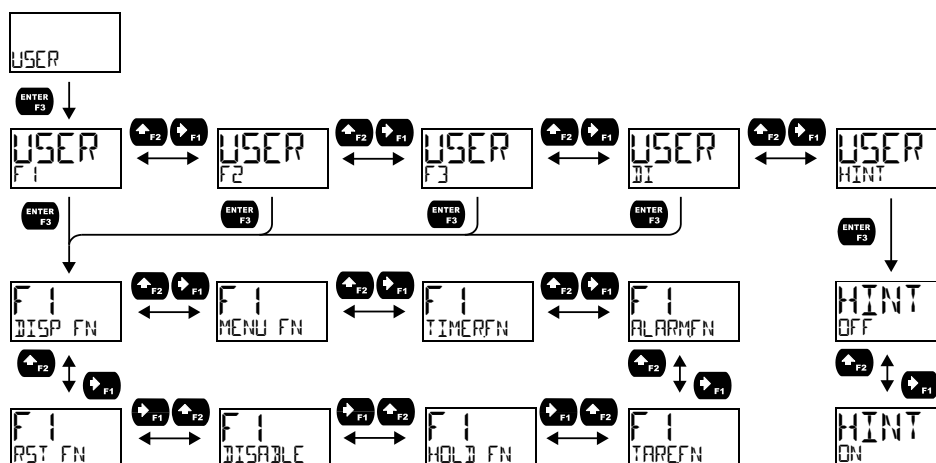 USER
ENTER F3
F2 F1 F2 F1 F2 F1 F2 F1
USER USER USER USER USER
F1 F2 F3 DI HINT
ENTER F3 ENTER F3 ENTER F3 ENTER F3 ENTER F3
F2 F1 F2 F1 F2 F1
F1 F1 F1 F1 HINT
DISP FN MENU FN TIMERFN ALARMFN OFF
F2 F1 F2 F1 F2 F1
F1 F2 F1 F2 F1 F2
F1 F1 F1 F1 HINT
RST FN DISABLE HOLD FN TAREFN ON